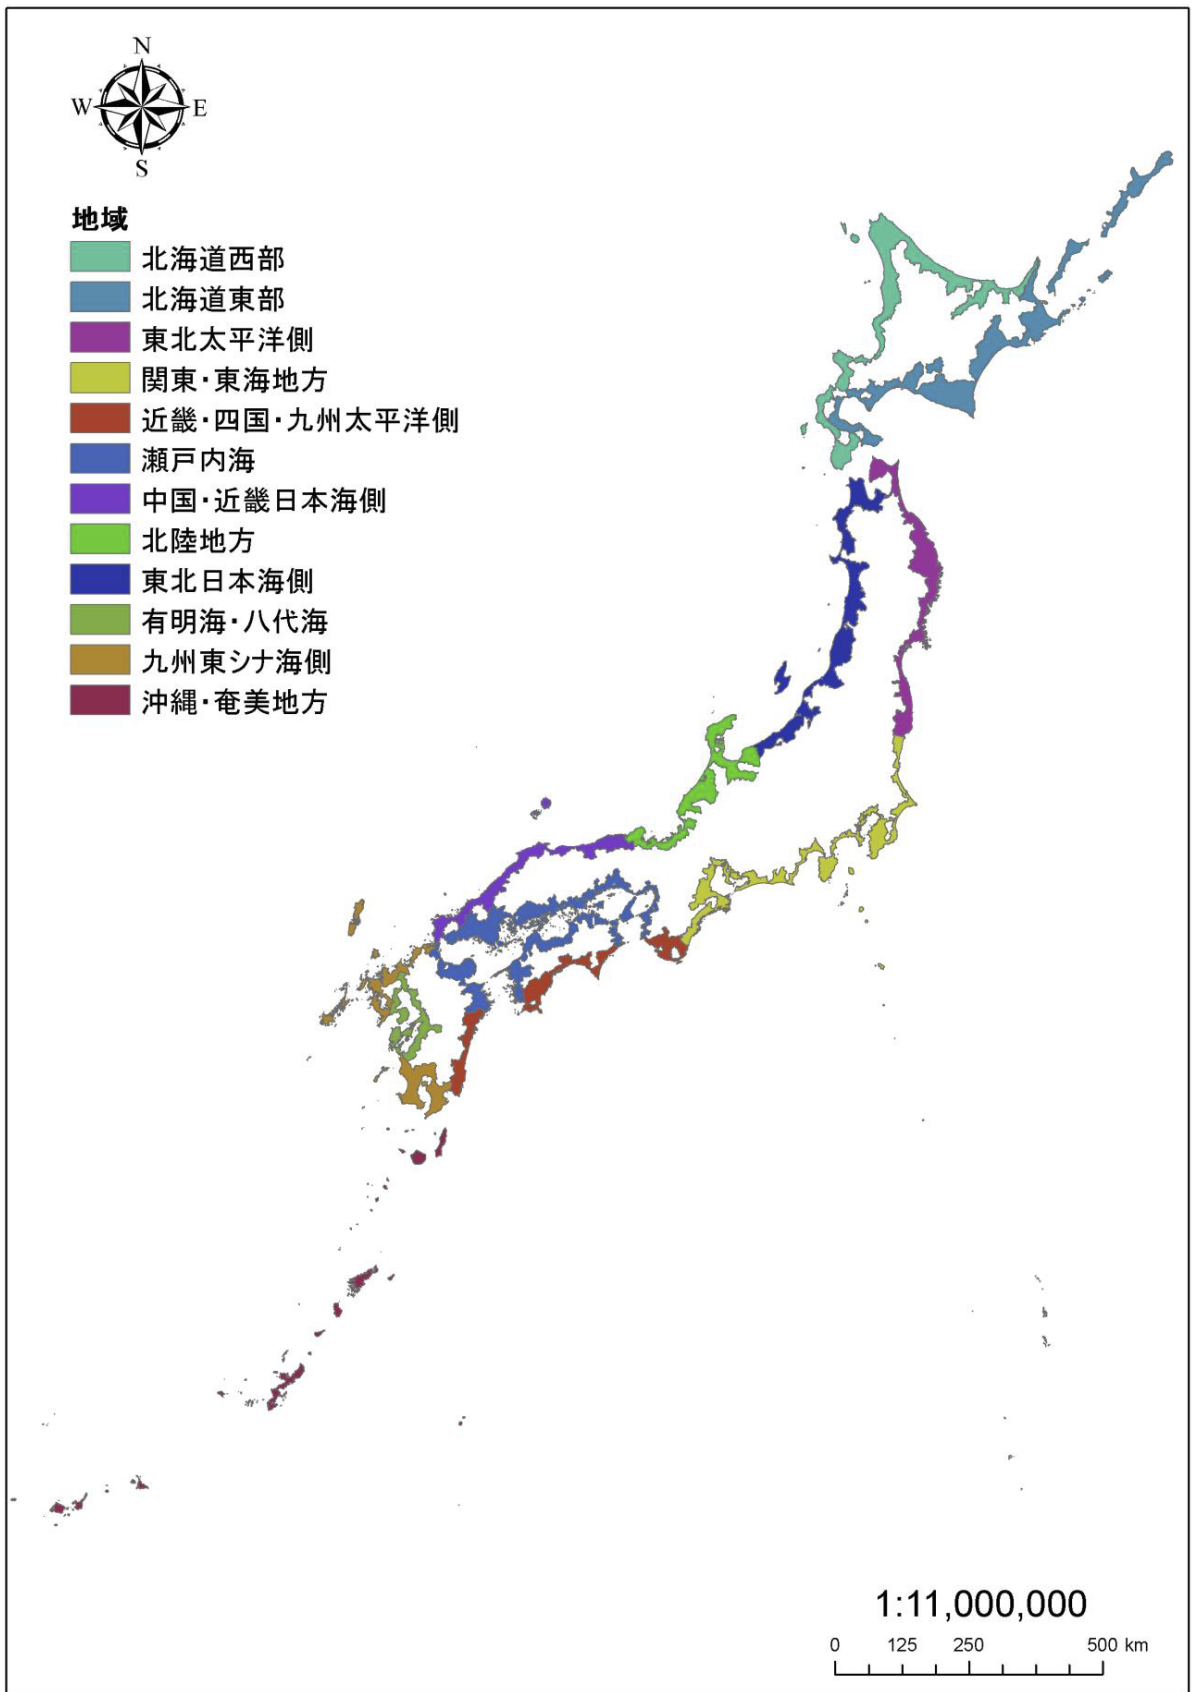 N
W E
S
地域
北海道西部
北海道東部
東北太平洋側
関東・東海地方
近畿・四国・九州太平洋側
瀬戸内海
中国・近畿日本海側
北陸地方
東北日本海側
有明海・八代海
九州東シナ海側
沖縄・奄美地方
1:11,000,000
0 125 250 500 km